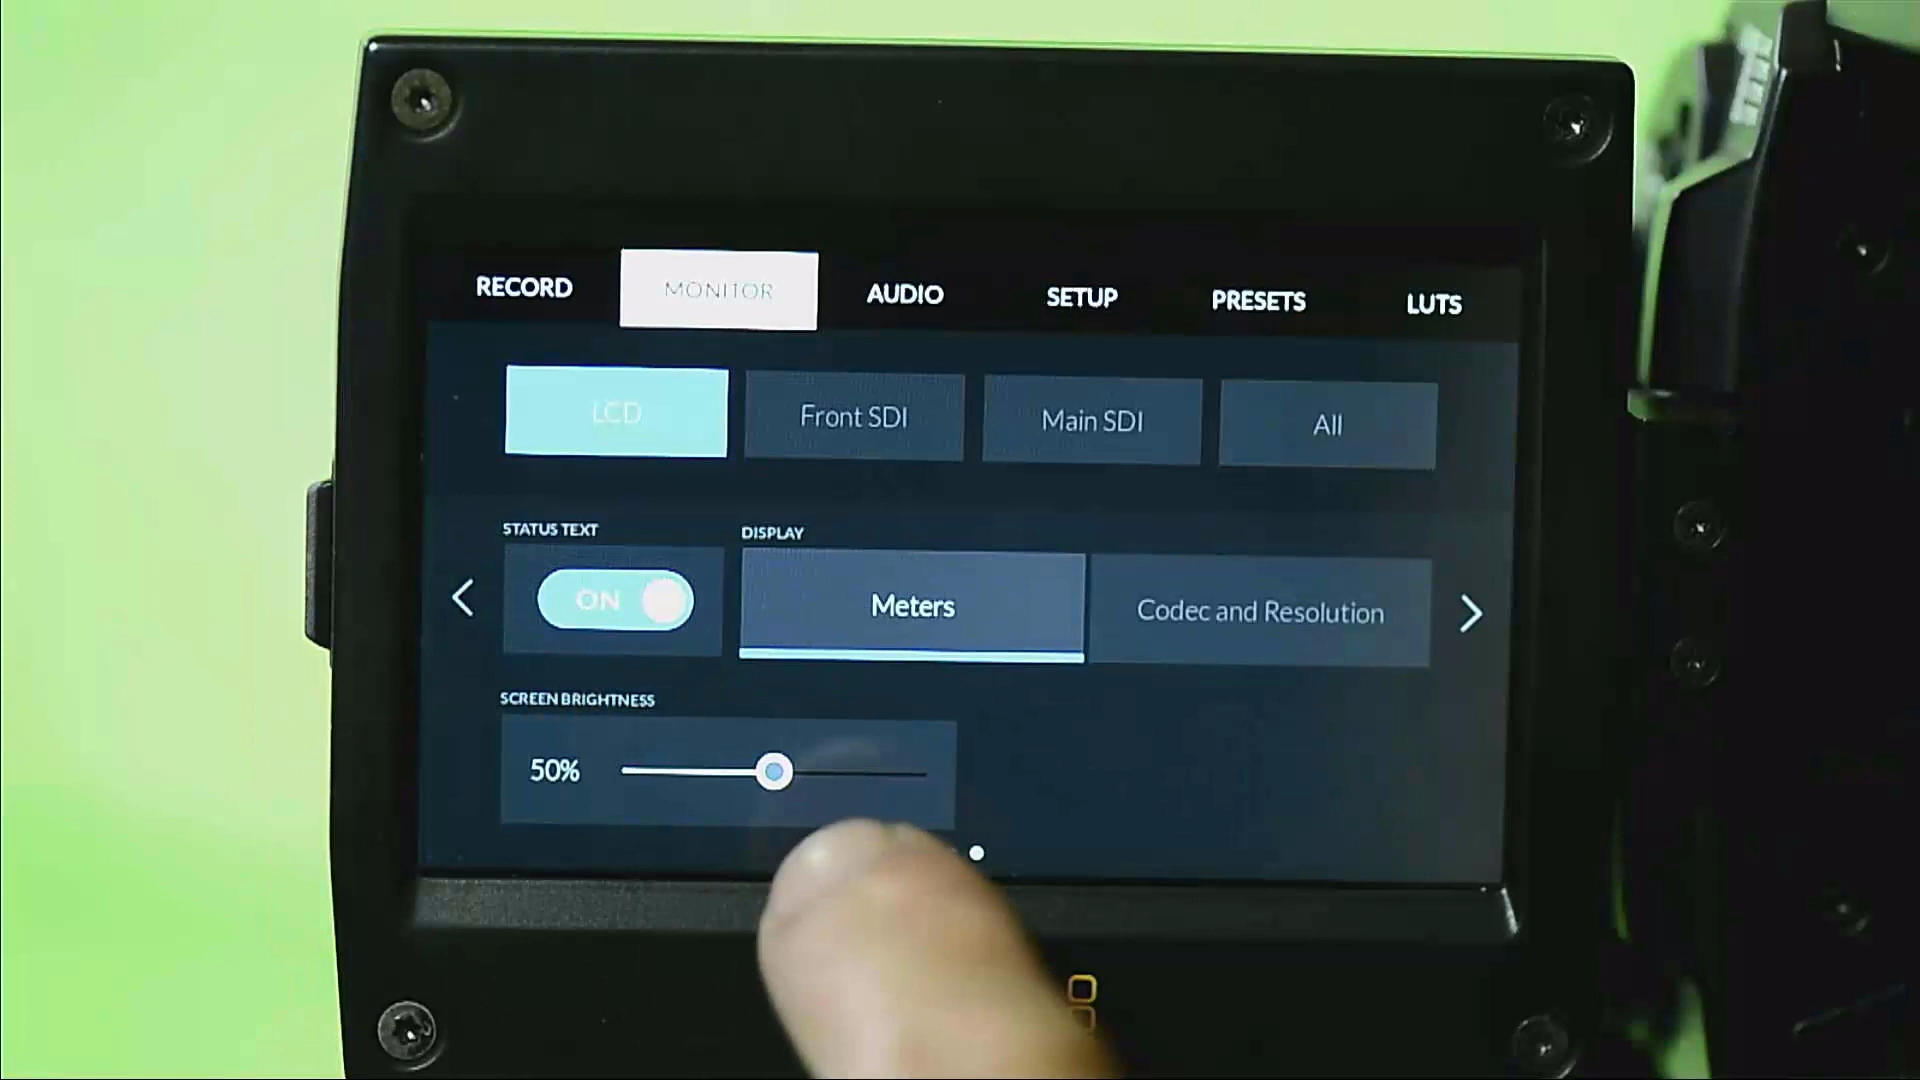 RECORD MONITOR AUDIO SETUP PRESETS LUTS
LCD Front SDI Main SDI All
STATUS TEXT DISPLAY
ON Meters Codec and Resolution
SCREEN BRIGHTNESS
50%